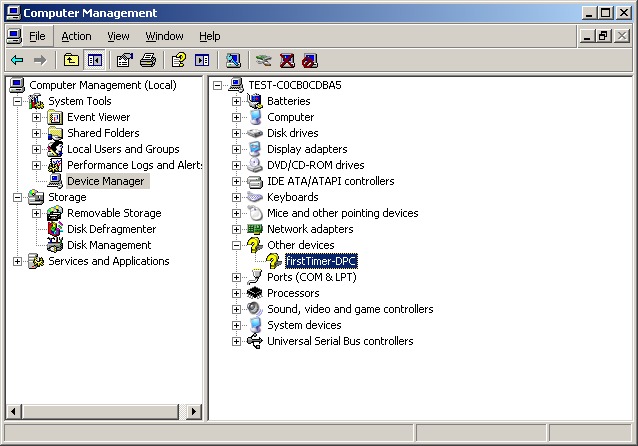 Computer Management
File Action View Window Help
Computer Management (Local)
System Tools
Event Viewer
Shared Folders
Local Users and Groups
Performance Logs and Alerts
Device Manager
Storage
Removable Storage
Disk Defragmenter
Disk Management
Services and Applications
TEST-C0CB0CDBA5
Batteries
Computer
Disk drives
Display adapters
DVD/CD-ROM drives
IDE ATA/ATAPI controllers
Keyboards
Mice and other pointing devices
Network adapters
Other devices
firstTimer-DPC
Ports (COM & LPT)
Processors
Sound, video and game controllers
System devices
Universal Serial Bus controllers